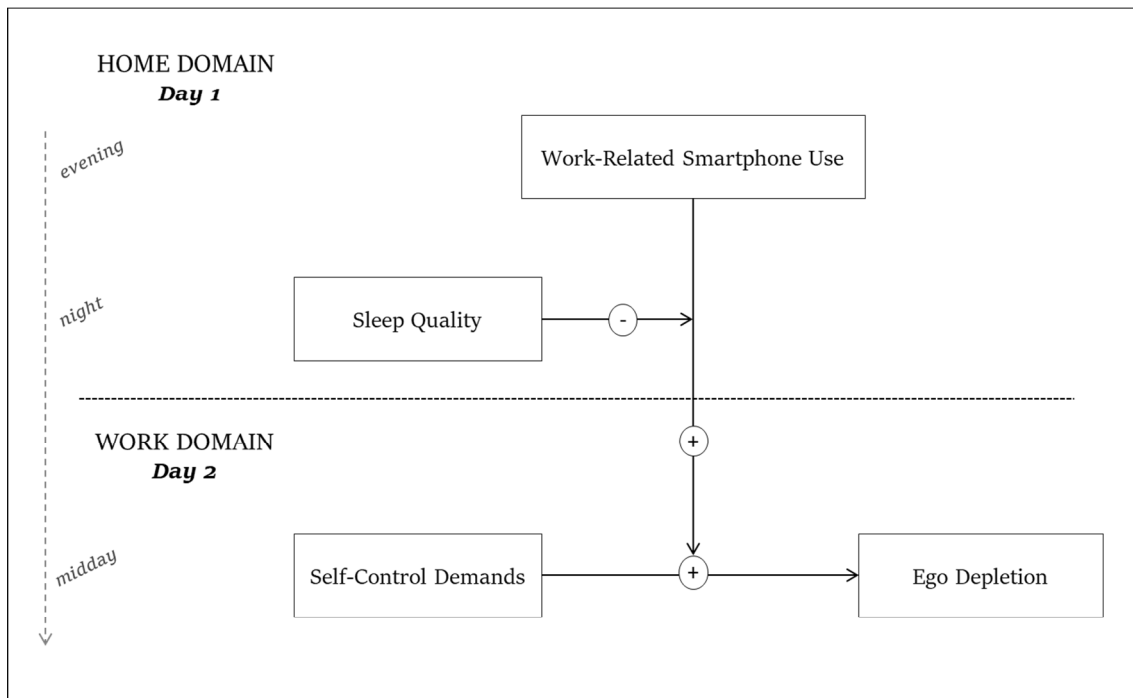 HOME DOMAIN
Day 1
evening
Work-Related Smartphone Use
night
Sleep Quality
-
WORK DOMAIN
Day 2
+
midday
Self-Control Demands
+
Ego Depletion